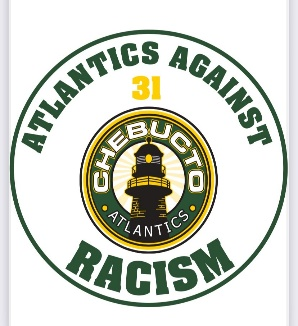 ATLANTICS AGAINST
31
CHEBUCTO
ATLANTICS
RACISM